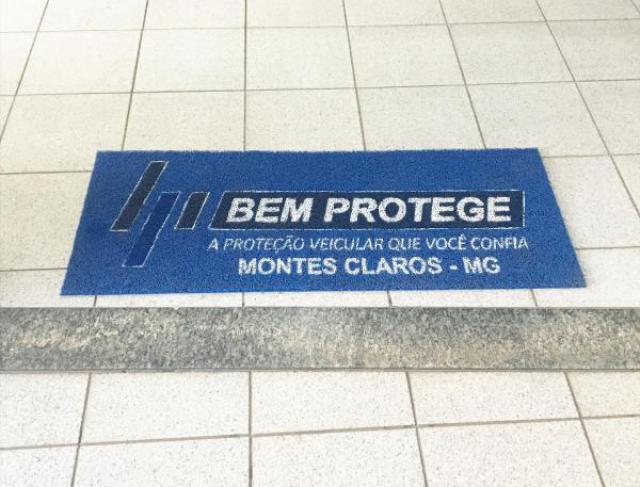 BEM PROTEGE
A PROTEÇÃO VEICULAR QUE VOCÊ CONFIA
MONTES CLAROS - MG